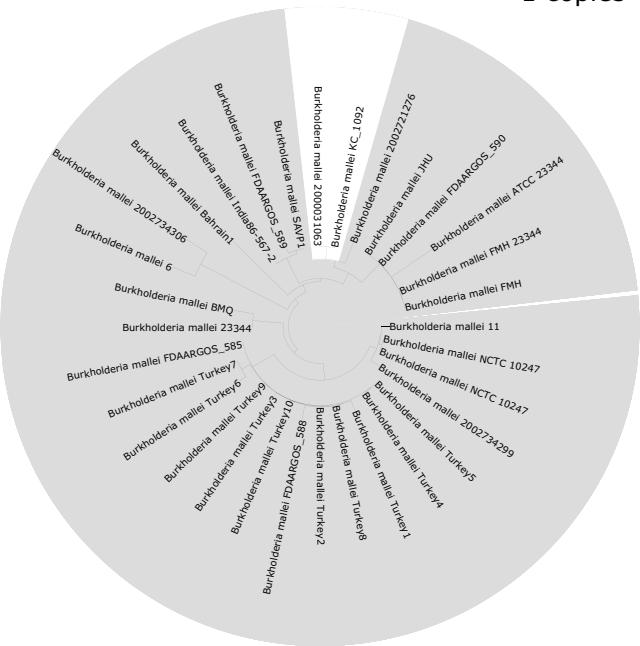 copies
Burkholderia mallei 2000031063
Burkholderia mallei KC_1092
Burkholderia mallei 2002721276
Burkholderia mallei JHU
Burkholderia mallei FDAARGOS_590
Burkholderia mallei ATCC 23344
Burkholderia mallei FMH 23344
Burkholderia mallei FMH
Burkholderia mallei 11
Burkholderia mallei NCTC 10247
Burkholderia mallei NCTC 10247
Burkholderia mallei 2002734299
Burkholderia mallei Turkey5
Burkholderia mallei Turkey4
Burkholderia mallei Turkey1
Burkholderia mallei Turkey8
Burkholderia mallei Turkey2
Burkholderia mallei FDAARGOS_588
Burkholderia mallei Turkey10
Burkholderia mallei Turkey3
Burkholderia mallei Turkey9
Burkholderia mallei Turkey6
Burkholderia mallei Turkey7
Burkholderia mallei FDAARGOS_585
Burkholderia mallei 23344
Burkholderia mallei BMQ
Burkholderia mallei 6
Burkholderia mallei 2002734306
Burkholderia mallei Bahrain1
Burkholderia mallei India86-567-2
Burkholderia mallei FDAARGOS_589
Burkholderia mallei SAVP1